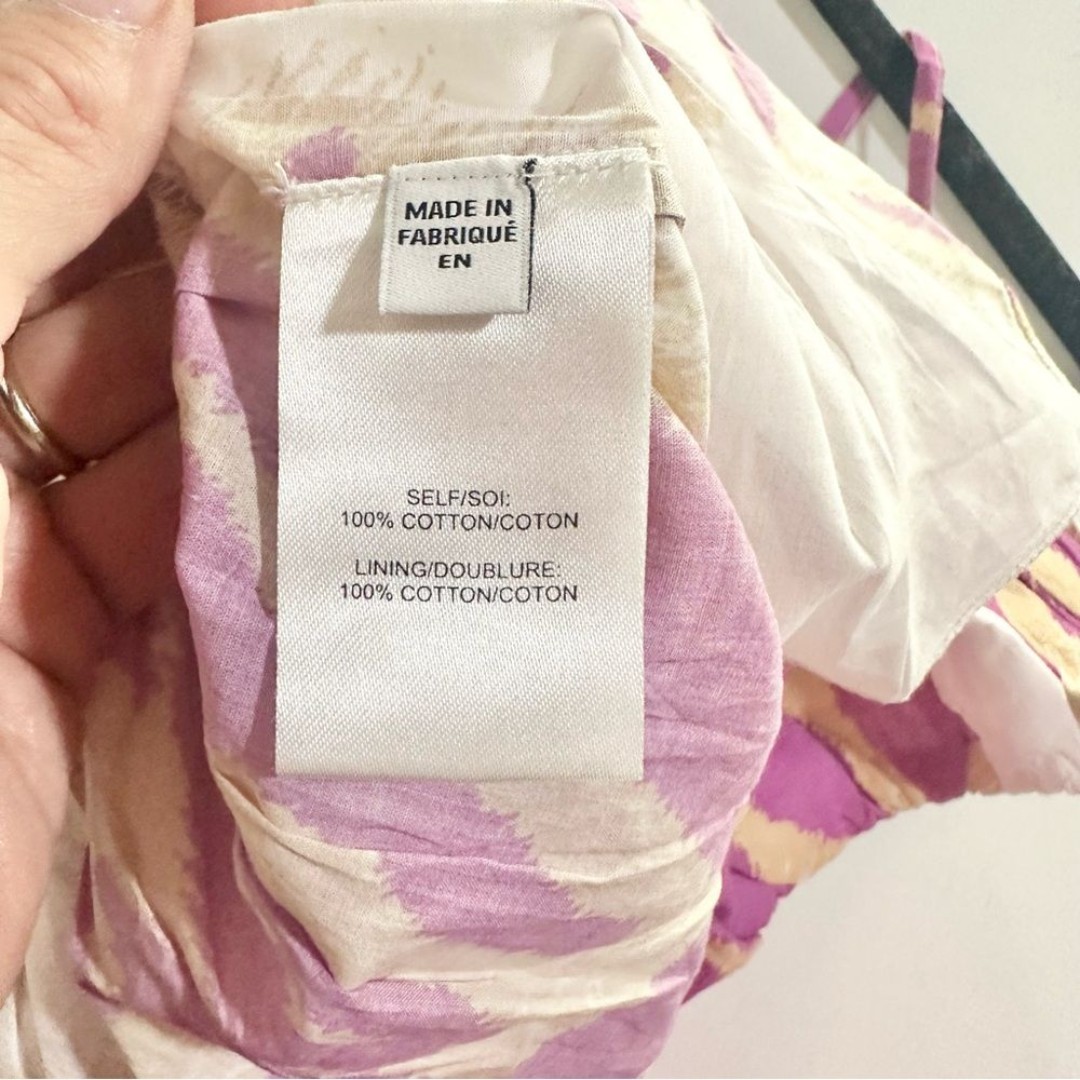 MADE IN
FABRIQUÉ
EN
SELF/SOI:
100% COTTON/COTON
LINING/DOUBLURE:
100% COTTON/COTON